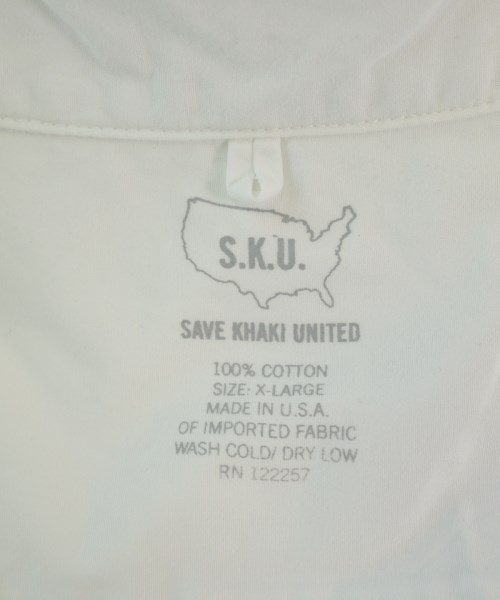 S.K.U.
SAVE KHAKI UNITED
100% COTTON
SIZE: X-LARGE
MADE IN U.S.A.
OF IMPORTED FABRIC
WASH COLD/ DRY LOW
RN 122257